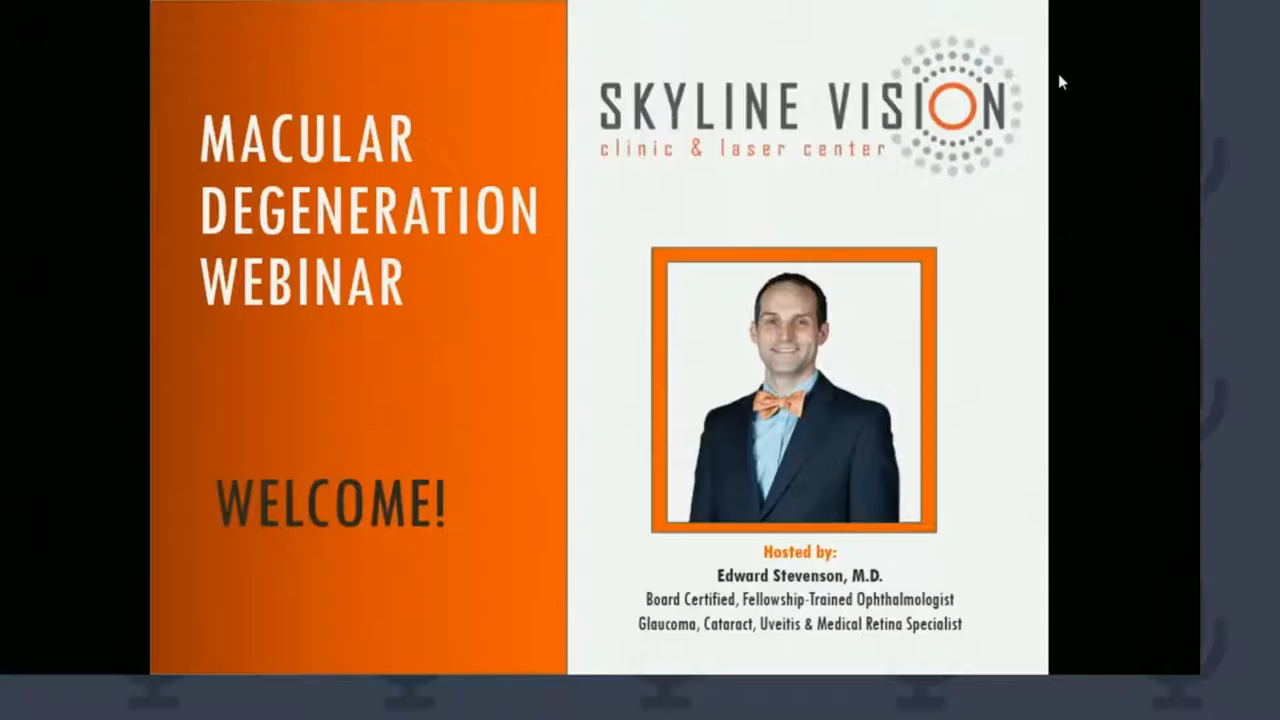 MACULAR
DEGENERATION
WEBINAR
WELCOME!
SKYLINE VISION
clinic & laser center
Hosted by:
Edward Stevenson, M.D.
Board Certified, Fellowship-Trained Ophthalmologist
Glaucoma, Cataract, Uveitis & Medical Retina Specialist